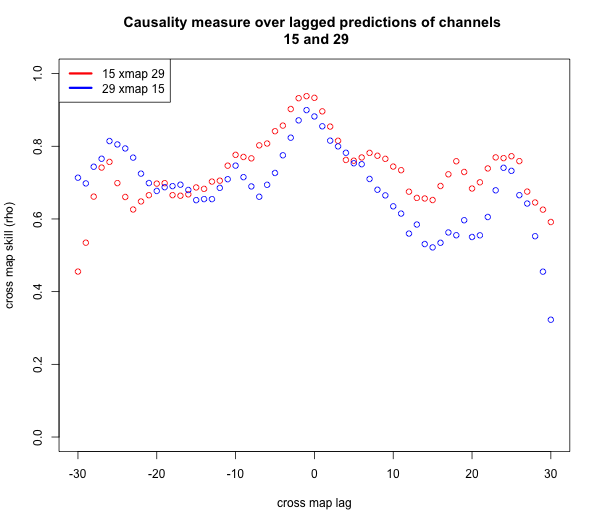 Causality measure over lagged predictions of channels
15 and 29
15 xmap 29
29 xmap 15
cross map skill (rho)
1.0
0.8
0.6
0.4
0.2
0.0
-30
-20
-10
0
10
20
30
cross map lag